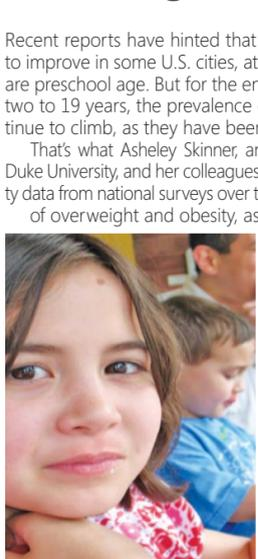 Recent reports have hinted that
to improve in some U.S. cities, at
are preschool age. But for the en
two to 19 years, the prevalence
tinue to climb, as they have been
That's what Asheley Skinner, ar
Duke University, and her colleagues
ty data from national surveys over t
of overweight and obesity, as